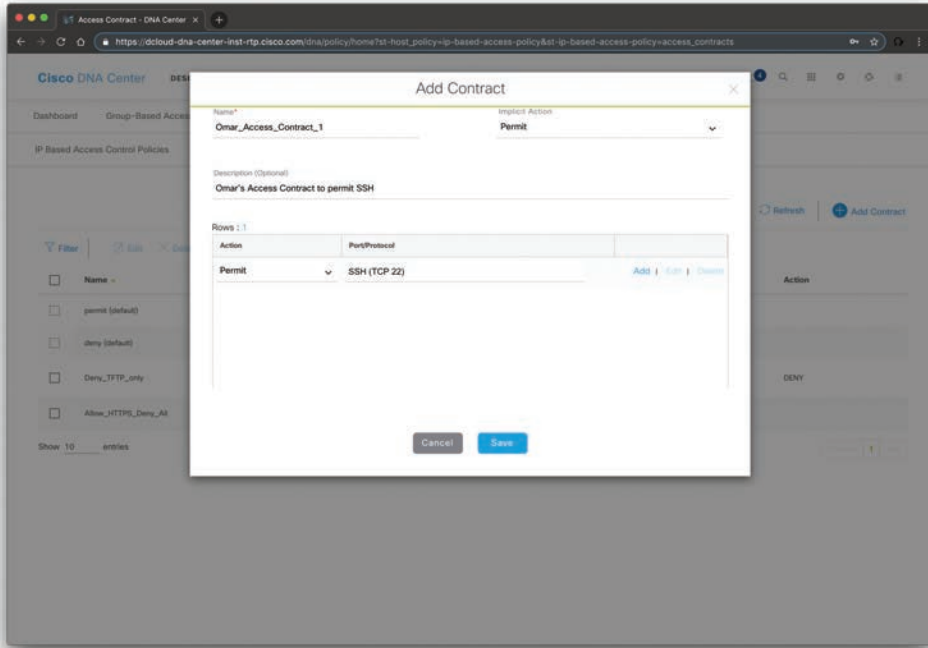 Access Contract - DNA Center
https://dcloud-dna-center-inst-rtp.cisco.com/dna/policy/home?st-host_policy=ip-based-access-policy&st-ip-based-access-policy=access_contracts
Cisco DNA Center
Add Contract
Dashboard
Name*
Implicit Action
Omar_Access_Contract_1
Permit
IP Based Access Control Policies
Description (Optional)
Omar's Access Contract to permit SSH
Refresh
Add Contract
Rows : 1
Filter
Edit
Action
Port/Protocol
Permit
SSH (TCP 22)
Add | Edit | Delete
Name
Action
permit (default)
deny (default)
Deny_TFTP_only
DENY
Allow_HTTPS_Deny_All
Show 10 entries
1
Cancel
Save